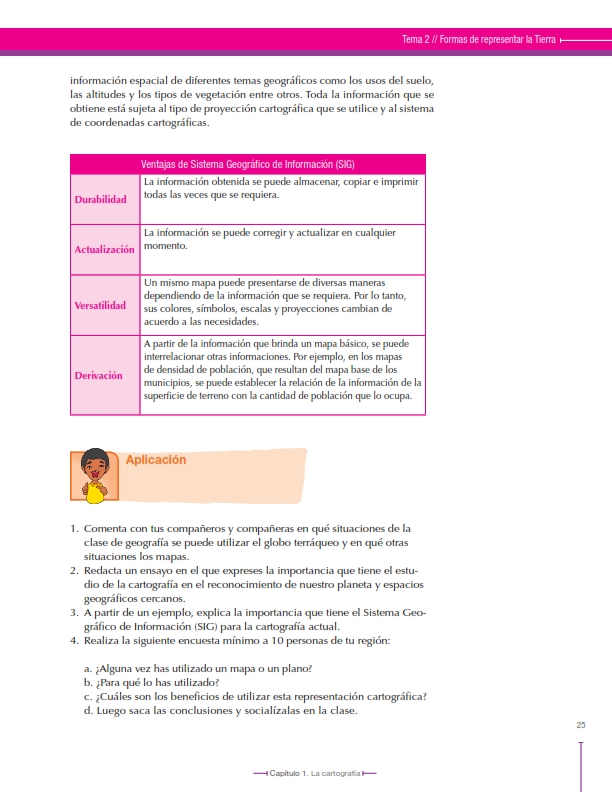 Tema 2 // Formas de representar la Tierra
información espacial de diferentes temas geográficos como los usos del suelo,
las altitudes y los tipos de vegetación entre otros. Toda la información que se
obtiene está sujeta al tipo de proyección cartográfica que se utilice y al sistema
de coordenadas cartográficas.
Ventajas de Sistema Geográfico de Información (SIG)
Durabilidad
La información obtenida se puede almacenar, copiar e imprimir
todas las veces que se requiera.
Actualización
La información se puede corregir y actualizar en cualquier
momento.
Versatilidad
Un mismo mapa puede presentarse de diversas maneras
dependiendo de la información que se requiera. Por lo tanto,
sus colores, símbolos, escalas y proyecciones cambian de
acuerdo a las necesidades.
Derivación
A partir de la información que brinda un mapa básico, se puede
interrelacionar otras informaciones. Por ejemplo, en los mapas
de densidad de población, que resultan del mapa base de los
municipios, se puede establecer la relación de la información de la
superficie de terreno con la cantidad de población que lo ocupa.
Aplicación
1. Comenta con tus compañeros y compañeras en qué situaciones de la
clase de geografía se puede utilizar el globo terráqueo y en qué otras
situaciones los mapas.
2. Redacta un ensayo en el que expreses la importancia que tiene el estu-
dio de la cartografía en el reconocimiento de nuestro planeta y espacios
geográficos cercanos.
3. A partir de un ejemplo, explica la importancia que tiene el Sistema Geo-
gráfico de Información (SIG) para la cartografía actual.
4. Realiza la siguiente encuesta mínimo a 10 personas de tu región:
a. ¿Alguna vez has utilizado un mapa o un plano?
b. ¿Para qué los has utilizado?
c. ¿Cuáles son los beneficios de utilizar esta representación cartográfica?
d. Luego saca las conclusiones y socialízalas en la clase.
25
Capítulo 1. La cartografía